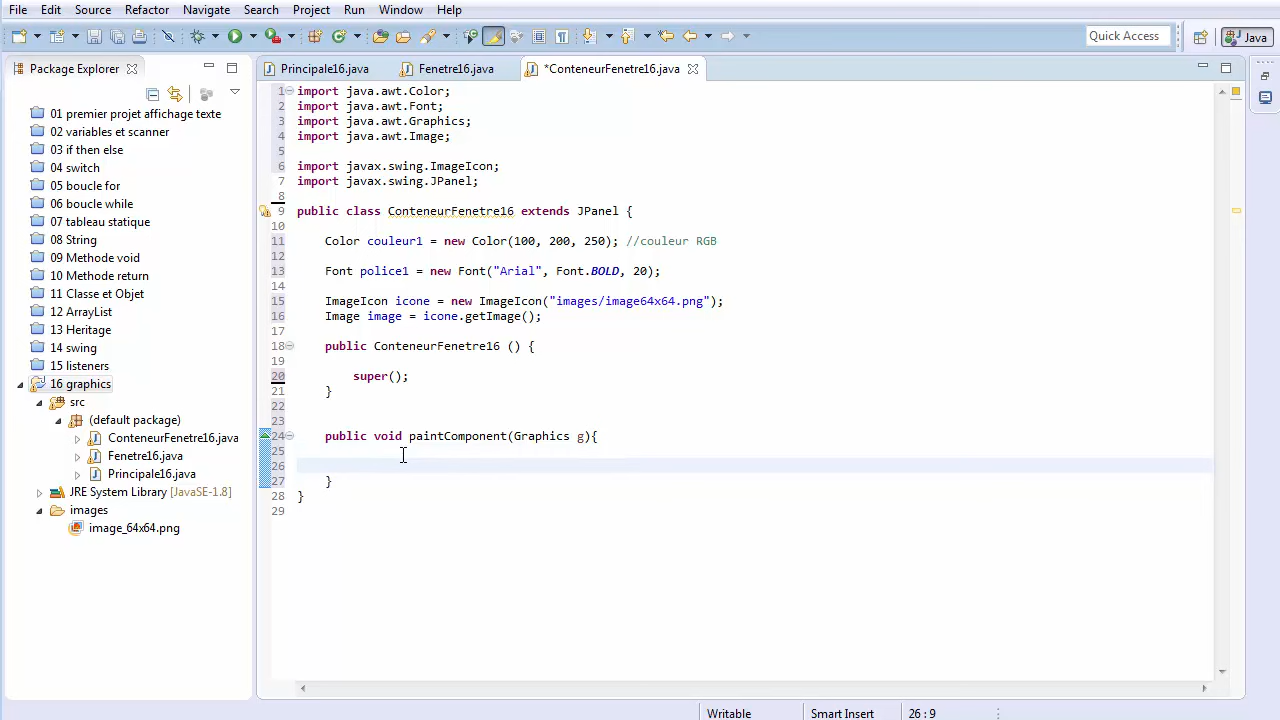 File Edit Source Refactor Navigate Search Project Run Window Help
Quick Access Java
Package Explorer
01 premier projet affichage texte
02 variables et scanner
03 if then else
04 switch
05 boucle for
06 boucle while
07 tableau statique
08 String
09 Methode void
10 Methode return
11 Classe et Objet
12 ArrayList
13 Heritage
14 swing
15 listeners
16 graphics
src
(default package)
ConteneurFenetre16.java
Fenetre16.java
Principale16.java
JRE System Library [JavaSE-1.8]
images
image_64x64.png
Principale16.java Fenetre16.java *ConteneurFenetre16.java
1 import java.awt.Color;
2 import java.awt.Font;
3 import java.awt.Graphics;
4 import java.awt.Image;
5
6 import javax.swing.ImageIcon;
7 import javax.swing.JPanel;
8
9 public class ConteneurFenetre16 extends JPanel {
10
11 Color couleur1 = new Color(100, 200, 250); //couleur RGB
12
13 Font police1 = new Font("Arial", Font.BOLD, 20);
14
15 ImageIcon icone = new ImageIcon("images/image64x64.png");
16 Image image = icone.getImage();
17
18 public ConteneurFenetre16 () {
19
20 super();
21 }
22
23
24 public void paintComponent(Graphics g){
25
26
27 }
28 }
29
Writable Smart Insert 26 : 9